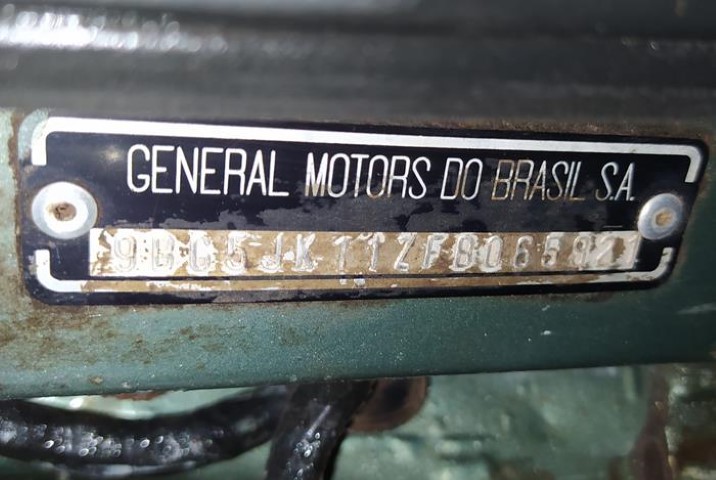 GENERAL MOTORS DO BRASIL S.A.
9BG5JK11ZFB065921